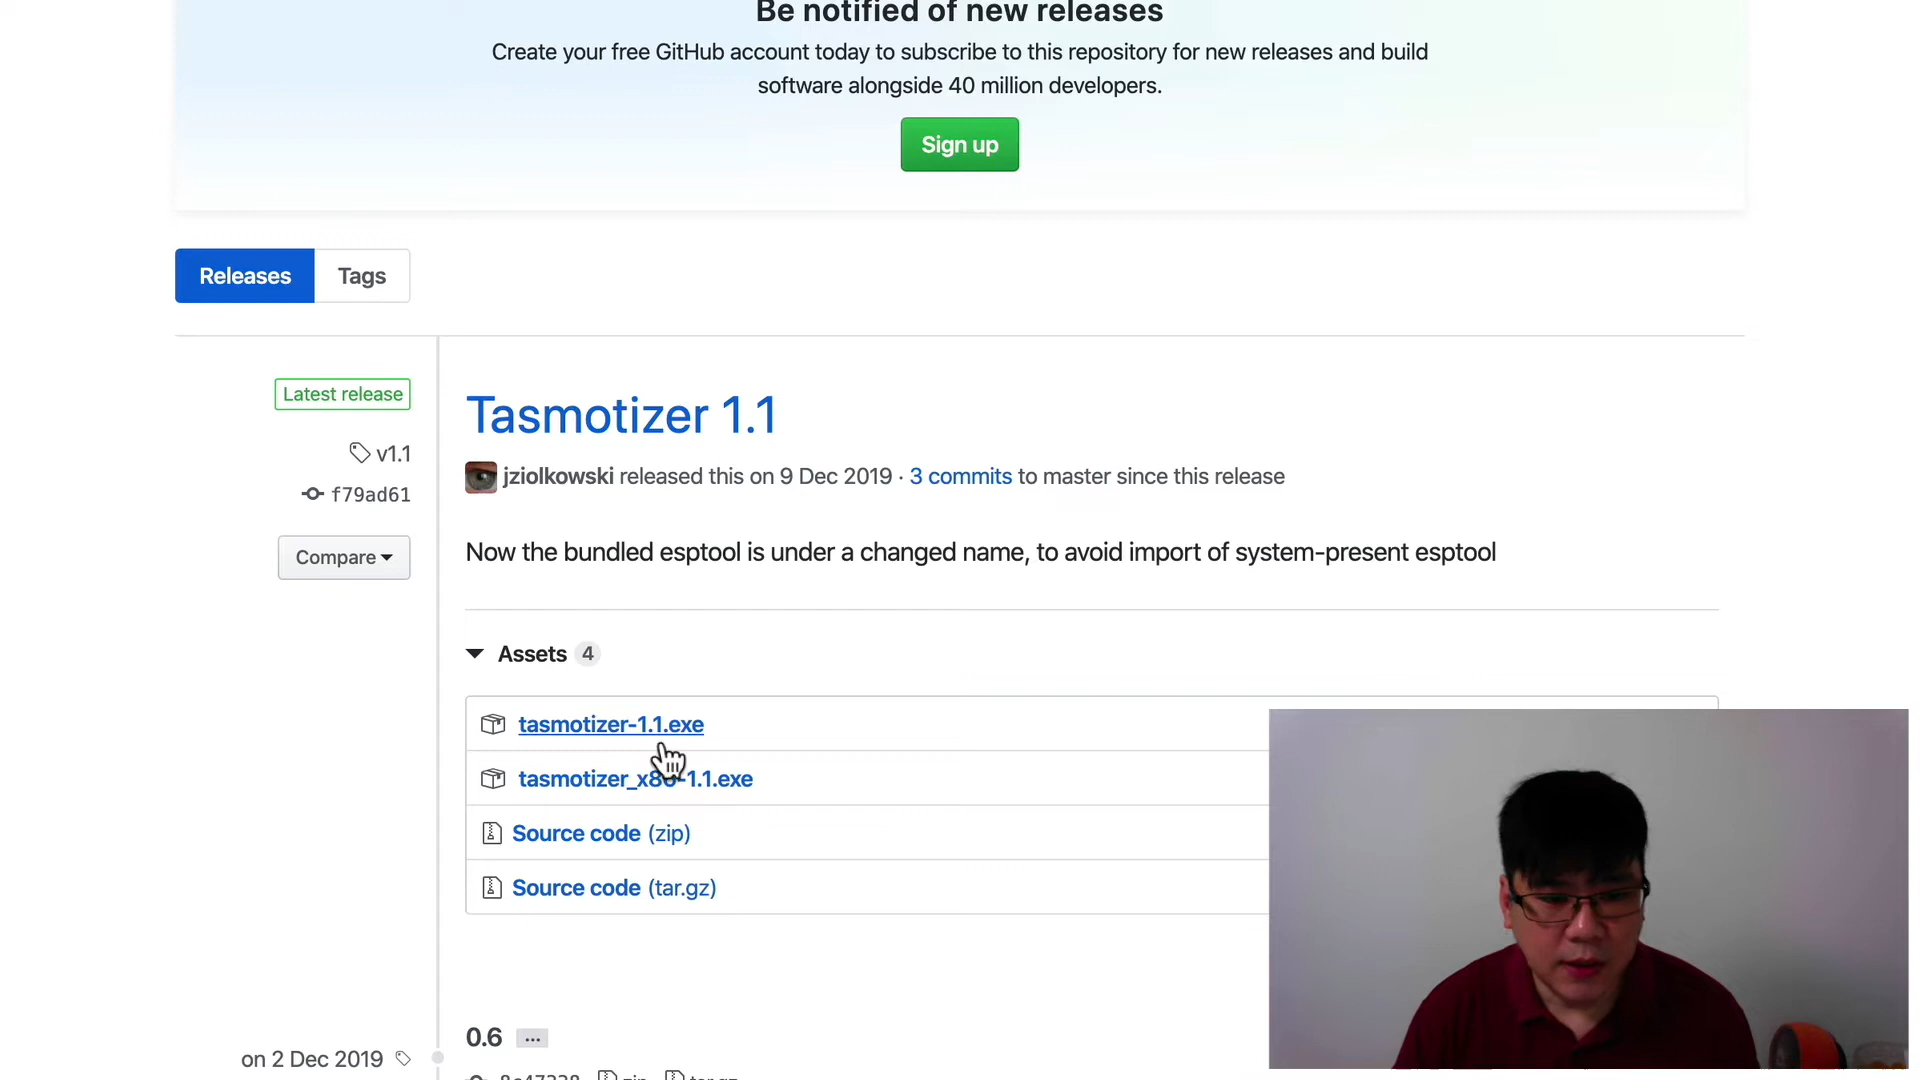 Be notified of new releases
Create your free GitHub account today to subscribe to this repository for new releases and build
software alongside 40 million developers.
Sign up
Releases
Tags
Latest release
v1.1
f79ad61
Compare
Tasmotizer 1.1
jziolkowski released this on 9 Dec 2019 · 3 commits to master since this release
Now the bundled esptool is under a changed name, to avoid import of system-present esptool
Assets 4
tasmotizer-1.1.exe
tasmotizer_x86-1.1.exe
Source code (zip)
Source code (tar.gz)
0.6 ...
on 2 Dec 2019
zip tar.gz